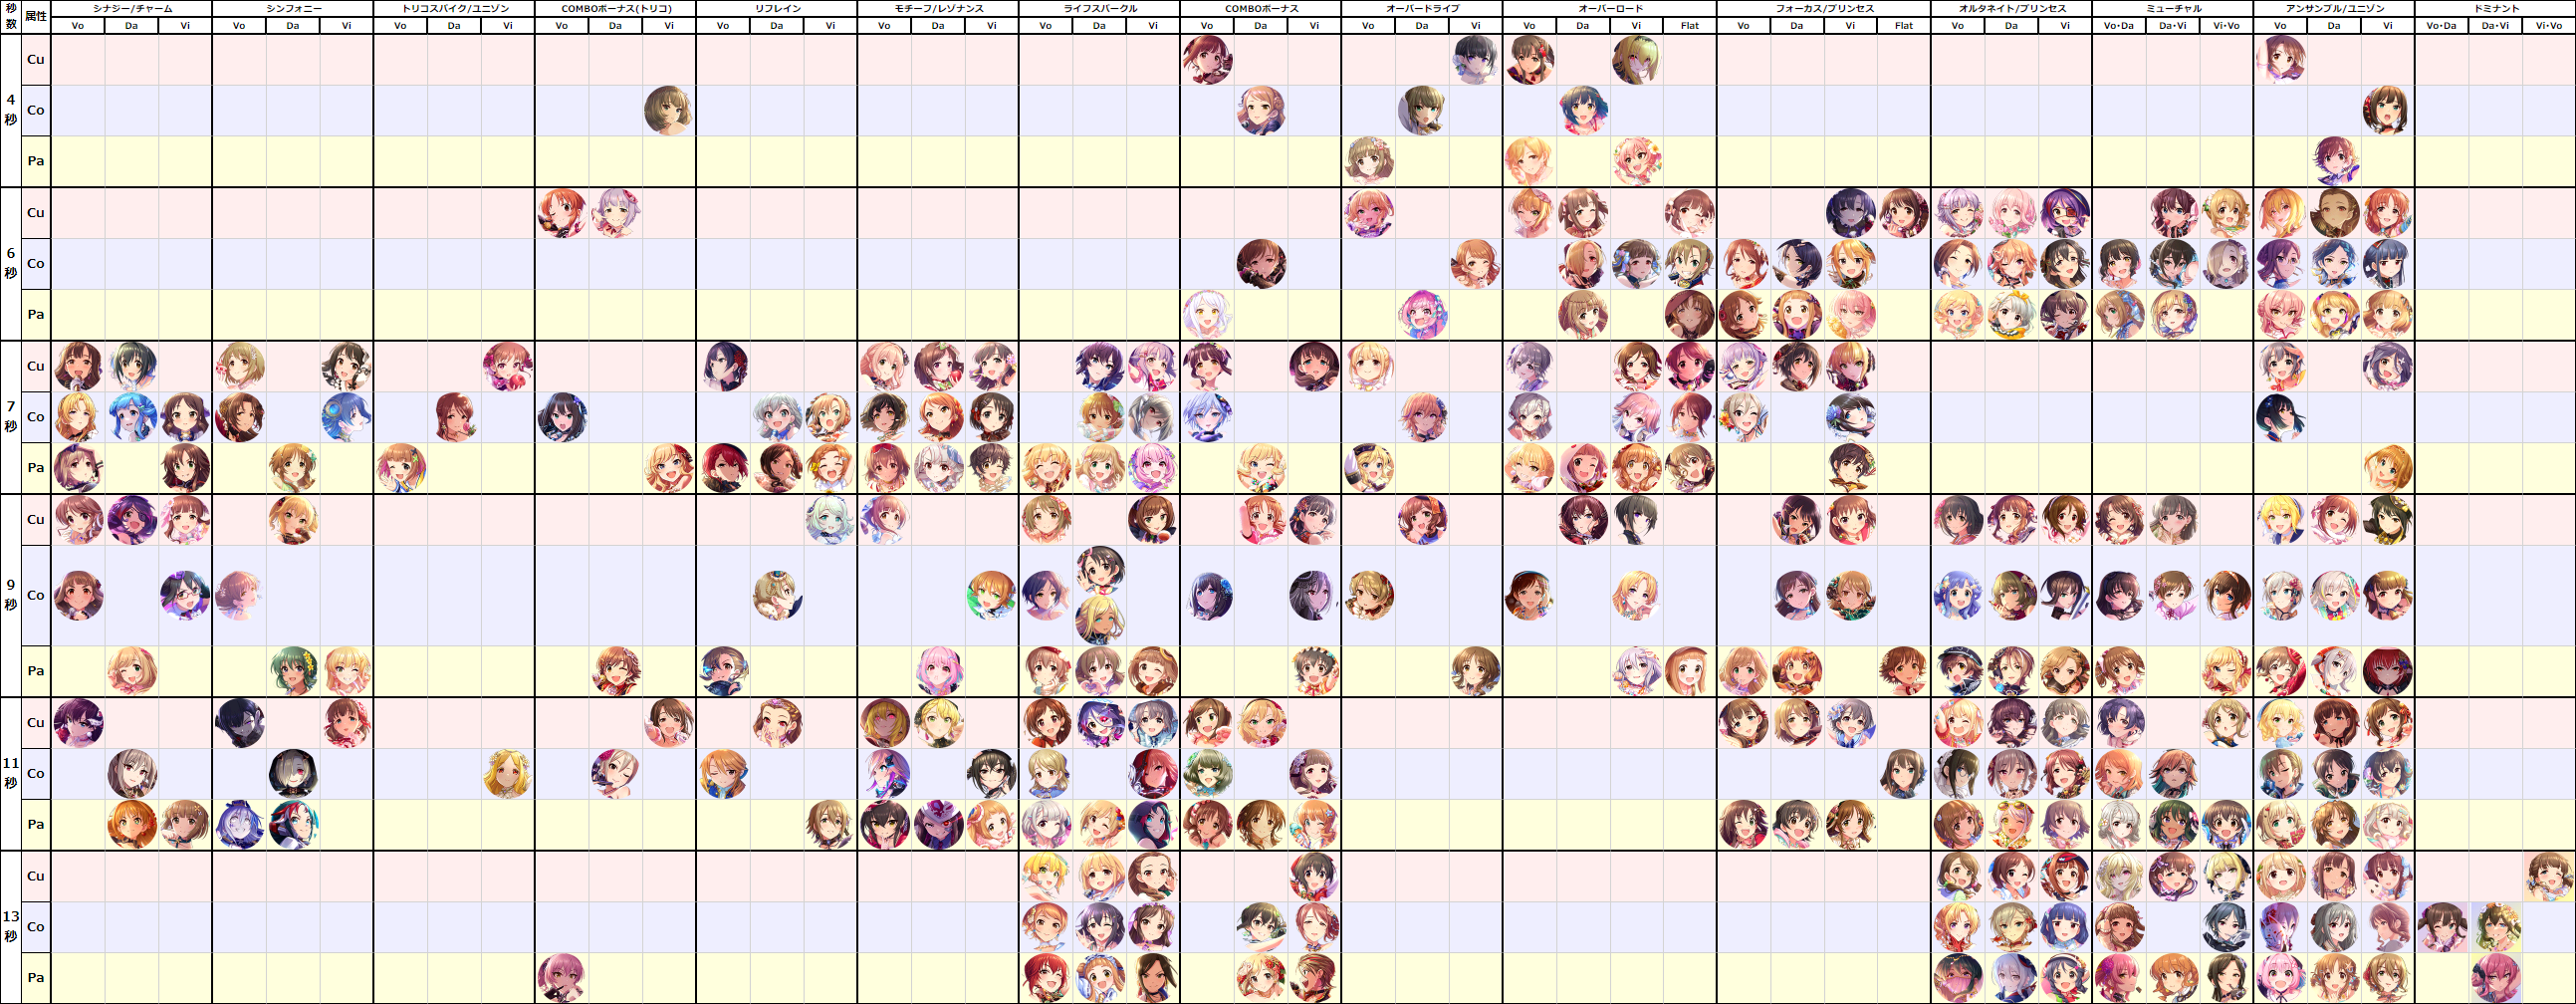 秒数 属性 シナジー/チャーム シンフォニー トリコスパイク/ユニゾン COMBOボーナス(トリコ) リフレイン モチーフ/レゾナンス ライフスパークル COMBOボーナス オーバードライブ オーバーロード フォーカス/プリンセス オルタネイト/プリンセス ミューチャル アンサンブル/ユニゾン ドミナント
Vo Da Vi Vo Da Vi Vo Da Vi Vo Da Vi Vo Da Vi Vo Da Vi Vo Da Vi Vo Da Vi Vo Da Vi Vo Da Vi Flat Vo Da Vi Flat Vo Da Vi Vo・Da Da・Vi Vi・Vo Vo Da Vi Vo・Da Da・Vi Vi・Vo
4秒
Cu
Co
Pa
6秒
Cu
Co
Pa
7秒
Cu
Co
Pa
9秒
Cu
Co
Pa
11秒
Cu
Co
Pa
13秒
Cu
Co
Pa